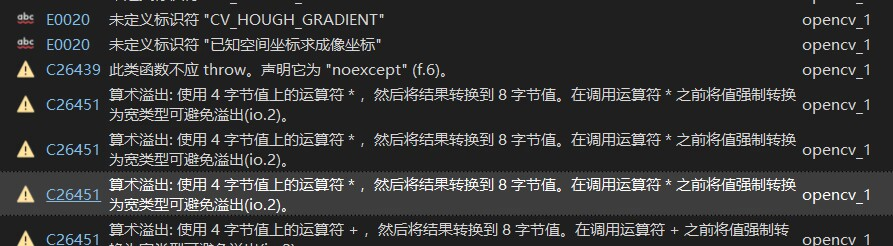 abc E0020 未定义标识符 "CV_HOUGH_GRADIENT" opencv_1
abc E0020 未定义标识符 "已知空间坐标求成像坐标" opencv_1
C26439 此类函数不应 throw。声明它为 "noexcept" (f.6)。 opencv_1
C26451 算术溢出: 使用 4 字节值上的运算符 * ，然后将结果转换到 8 字节值。在调用运算符 * 之前将值强制转换 opencv_1
为宽类型可避免溢出(io.2)。
C26451 算术溢出: 使用 4 字节值上的运算符 * ，然后将结果转换到 8 字节值。在调用运算符 * 之前将值强制转换 opencv_1
为宽类型可避免溢出(io.2)。
C26451 算术溢出: 使用 4 字节值上的运算符 * ，然后将结果转换到 8 字节值。在调用运算符 * 之前将值强制转换 opencv_1
为宽类型可避免溢出(io.2)。
C26451 算术溢出: 使用 4 字节值上的运算符 + ，然后将结果转换到 8 字节值。在调用运算符 + 之前将值强制转 opencv_1